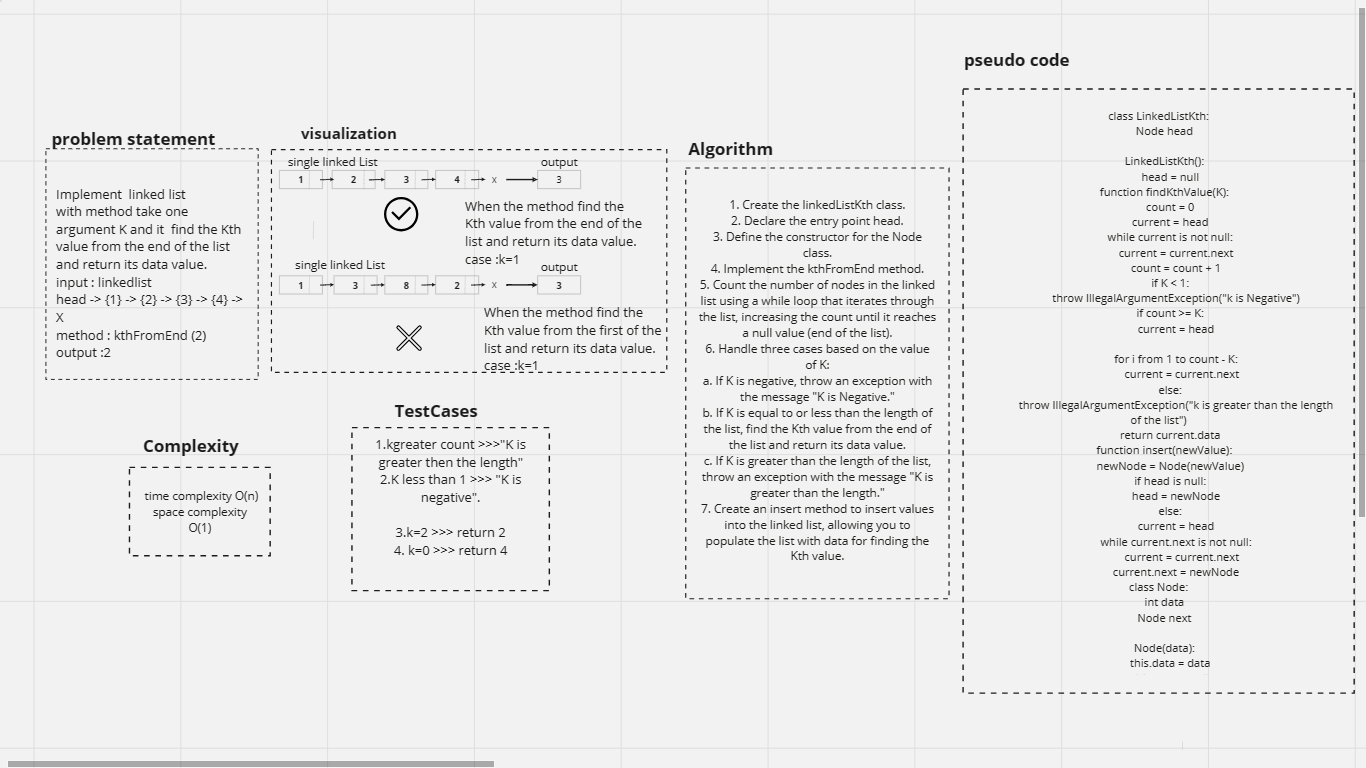 problem statement
Implement linked list
with method take one
argument K and it find the Kth
value from the end of the list
and return its data value.
input : linkedlist
head -> {1} -> {2} -> {3} -> {4} ->
X
method : kthFromEnd (2)
output :2
visualization
single linked List
output
1 2 3 4 x 3
When the method find the
Kth value from the end of the
list and return its data value.
case :k=1
single linked List
output
1 3 8 2 x 3
When the method find the
Kth value from the first of the
list and return its data value.
case :k=1
Complexity
time complexity O(n)
space complexity
O(1)
TestCases
1.kgreater count >>>"K is
greater then the length"
2.K less than 1 >>> "K is
negative".
3.k=2 >>> return 2
4. k=0 >>> return 4
Algorithm
1. Create the linkedListKth class.
2. Declare the entry point head.
3. Define the constructor for the Node
class.
4. Implement the kthFromEnd method.
5. Count the number of nodes in the linked
list using a while loop that iterates through
the list, increasing the count until it reaches
a null value (end of the list).
6. Handle three cases based on the value
of K:
a. If K is negative, throw an exception with
the message "K is Negative."
b. If K is equal to or less than the length of
the list, find the Kth value from the end of
the list and return its data value.
c. If K is greater than the length of the list,
throw an exception with the message "K is
greater than the length."
7. Create an insert method to insert values
into the linked list, allowing you to
populate the list with data for finding the
Kth value.
pseudo code
class LinkedListKth:
Node head
LinkedListKth():
head = null
function findKthValue(K):
count = 0
current = head
while current is not null:
current = current.next
count = count + 1
if K < 1:
throw IllegalArgumentException("k is Negative")
if count >= K:
current = head
for i from 1 to count - K:
current = current.next
else:
throw IllegalArgumentException("k is greater than the length
of the list")
return current.data
function insert(newValue):
newNode = Node(newValue)
if head is null:
head = newNode
else:
current = head
while current.next is not null:
current = current.next
current.next = newNode
class Node:
int data
Node next
Node(data):
this.data = data